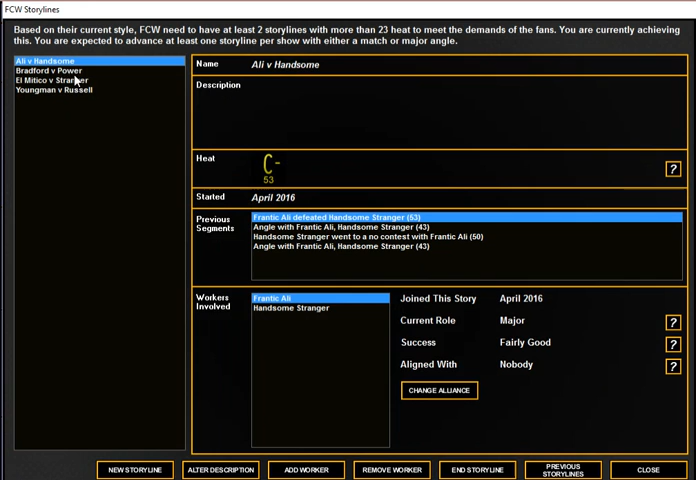 FCW Storylines
Based on their current style, FCW need to have at least 2 storylines with more than 23 heat to meet the demands of the fans. You are currently achieving
this. You are expected to advance at least one storyline per show with either a match or major angle.
Ali v Handsome
Bradford v Power
El Mitico v Stranger
Youngman v Russell
Name
Ali v Handsome
Description
Heat
C-
53
?
Started
April 2016
Previous
Segments
Frantic Ali defeated Handsome Stranger (53)
Angle with Frantic Ali, Handsome Stranger (43)
Handsome Stranger went to a no contest with Frantic Ali (50)
Angle with Frantic Ali, Handsome Stranger (43)
Workers
Involved
Frantic Ali
Handsome Stranger
Joined This Story
April 2016
Current Role
Major
?
Success
Fairly Good
?
Aligned With
Nobody
?
CHANGE ALLIANCE
NEW STORYLINE
ALTER DESCRIPTION
ADD WORKER
REMOVE WORKER
END STORYLINE
PREVIOUS
STORYLINES
CLOSE